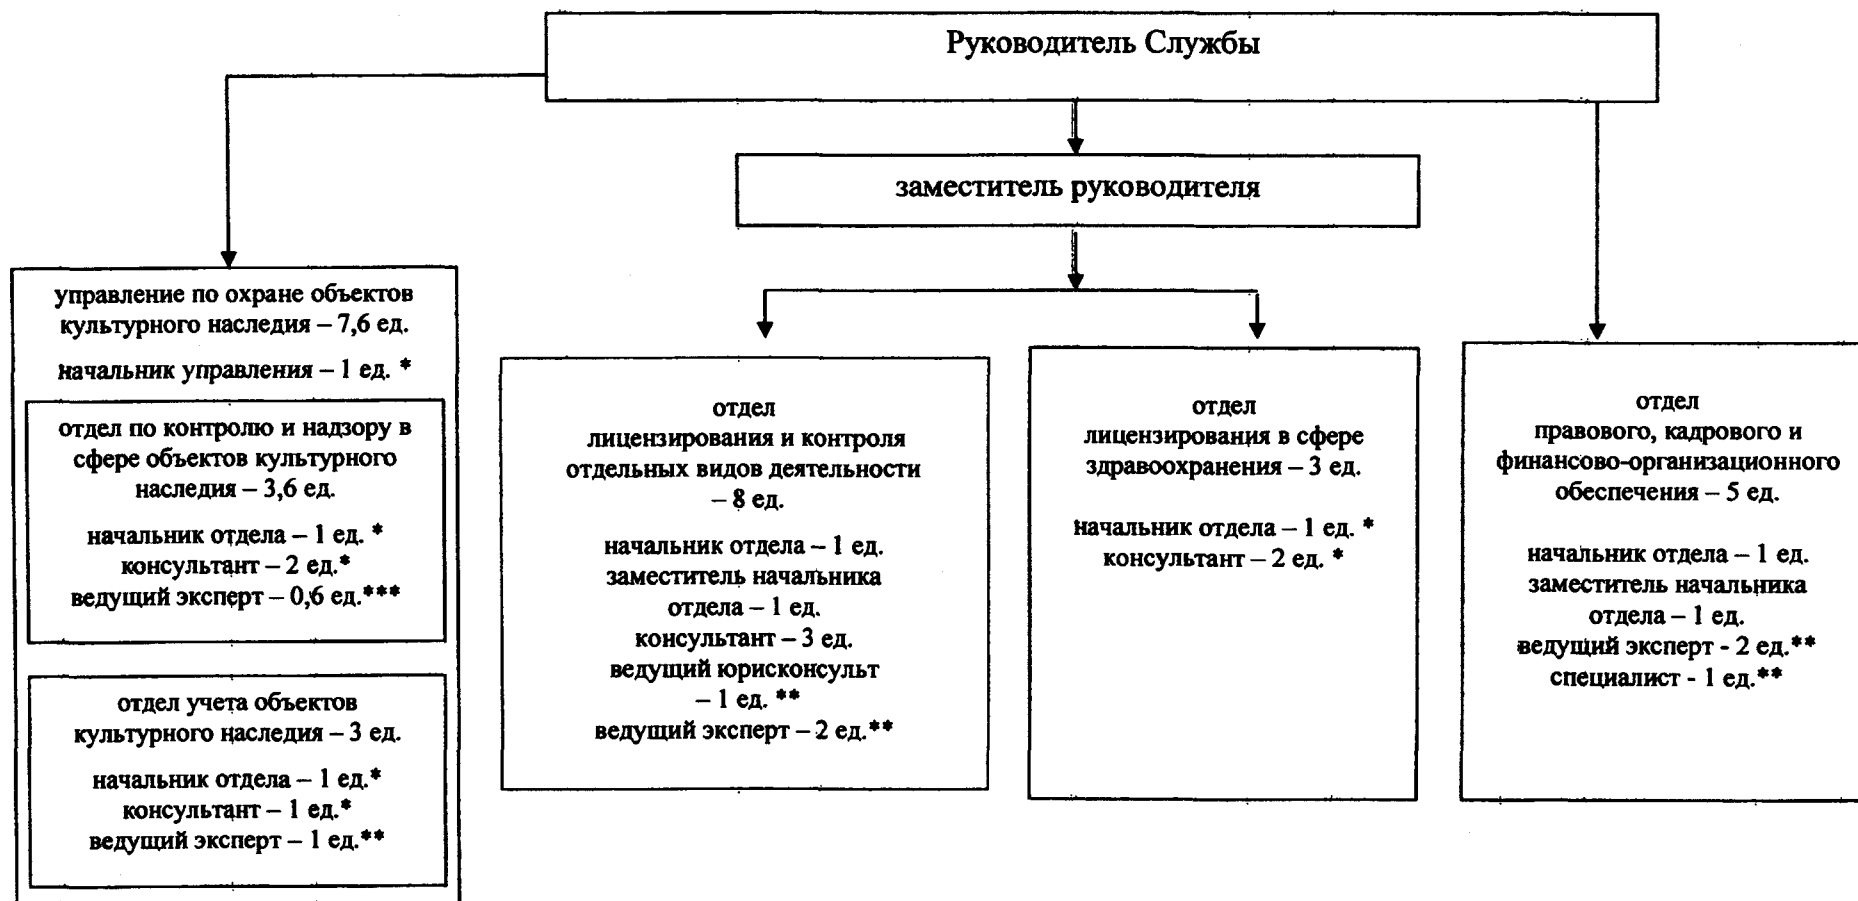 Руководитель Службы
заместитель руководителя
управление по охране объектов
культурного наследия – 7,6 ед.
начальник управления – 1 ед. *
отдел по контролю и надзору в
сфере объектов культурного
наследия – 3,6 ед.
начальник отдела – 1 ед. *
консультант – 2 ед.*
ведущий эксперт – 0,6 ед.***
отдел учета объектов
культурного наследия – 3 ед.
начальник отдела – 1 ед.*
консультант – 1 ед.*
ведущий эксперт – 1 ед.**
отдел
лицензирования и контроля
отдельных видов деятельности
– 8 ед.
начальник отдела – 1 ед.
заместитель начальника
отдела – 1 ед.
консультант – 3 ед.
ведущий юрисконсульт
– 1 ед. **
ведущий эксперт – 2 ед.**
отдел
лицензирования в сфере
здравоохранения – 3 ед.
начальник отдела – 1 ед. *
консультант – 2 ед. *
отдел
правового, кадрового и
финансово-организационного
обеспечения – 5 ед.
начальник отдела – 1 ед.
заместитель начальника
отдела – 1 ед.
ведущий эксперт - 2 ед.**
специалист - 1 ед.**